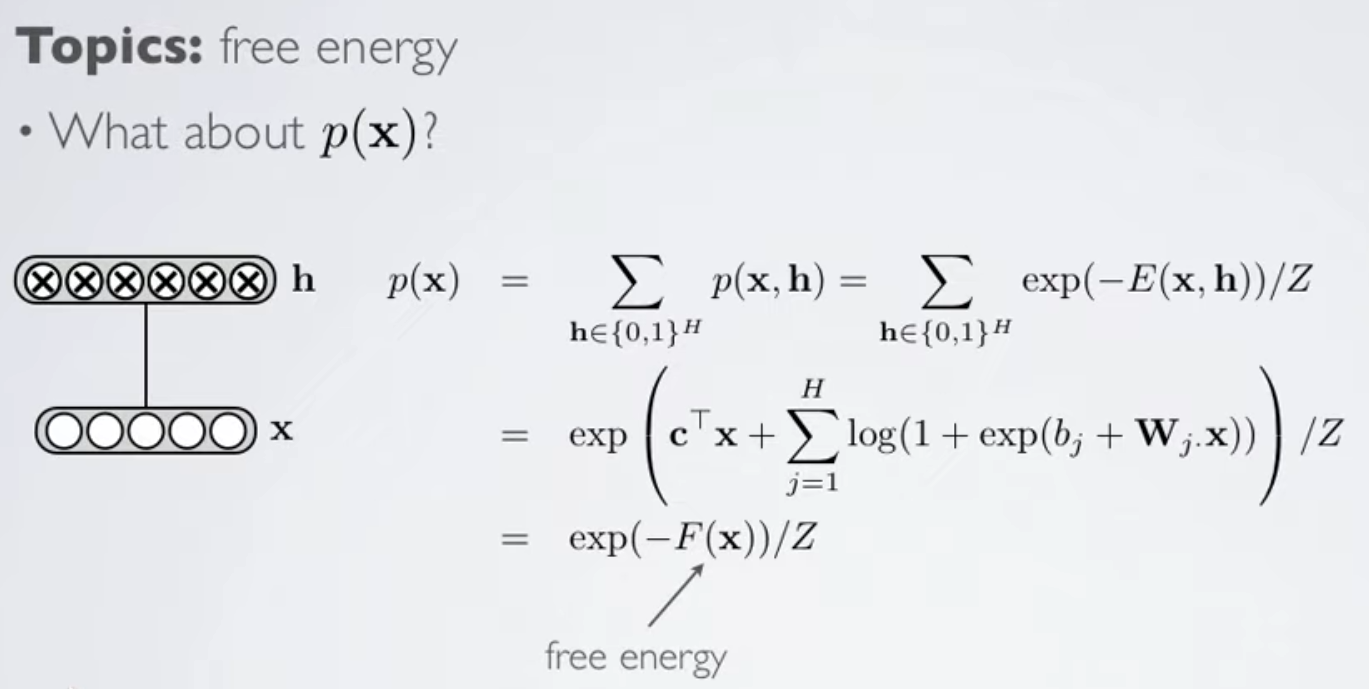 Topics: free energy
• What about p(x)?
h p(x) = ∑ p(x, h) = ∑ exp(−E(x, h))/Z
h∈{0,1}^H h∈{0,1}^H
= exp ( c^⊤ x + ∑_{j=1}^{H} log(1 + exp(b_j + W_{j·} x)) ) /Z
x
= exp(−F(x))/Z
free energy